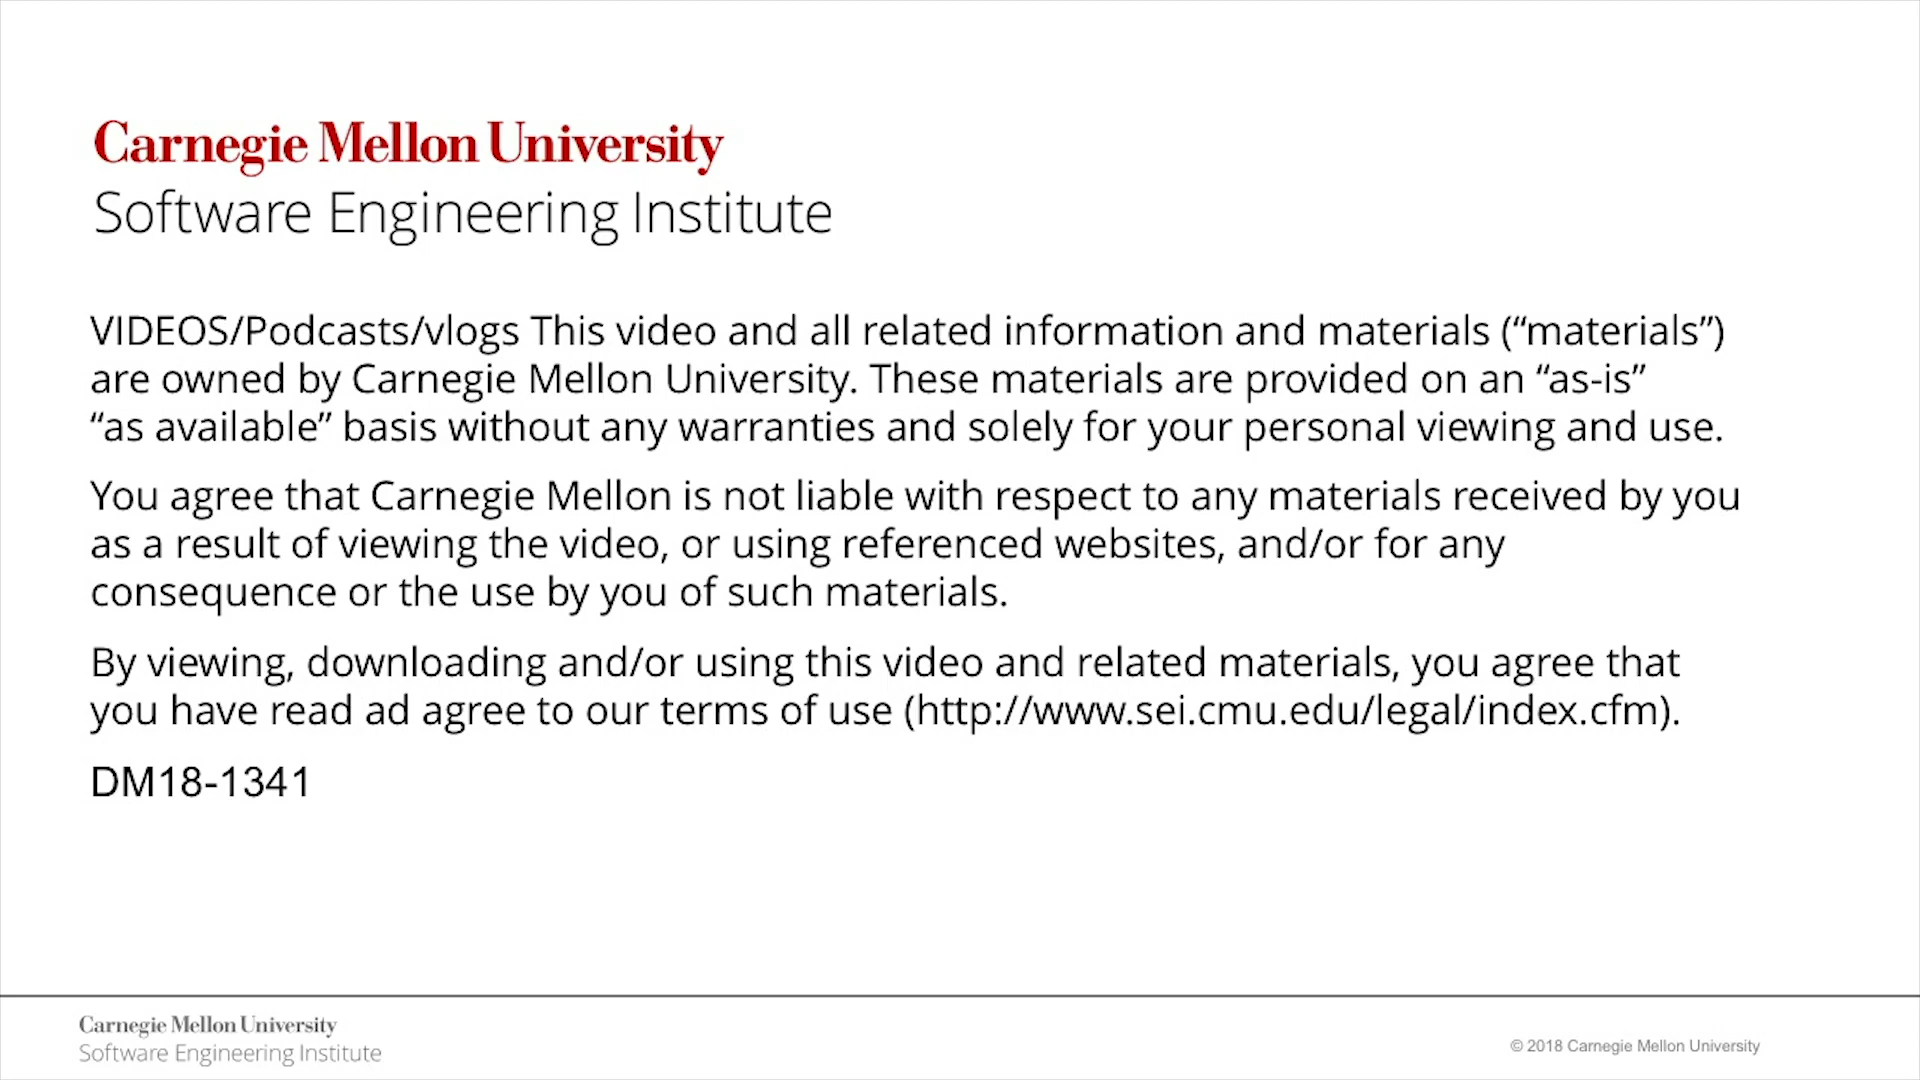 Carnegie Mellon University
Software Engineering Institute
VIDEOS/Podcasts/vlogs This video and all related information and materials (“materials”)
are owned by Carnegie Mellon University. These materials are provided on an “as-is”
“as available” basis without any warranties and solely for your personal viewing and use.
You agree that Carnegie Mellon is not liable with respect to any materials received by you
as a result of viewing the video, or using referenced websites, and/or for any
consequence or the use by you of such materials.
By viewing, downloading and/or using this video and related materials, you agree that
you have read ad agree to our terms of use (http://www.sei.cmu.edu/legal/index.cfm).
DM18-1341
Carnegie Mellon University
Software Engineering Institute
© 2018 Carnegie Mellon University